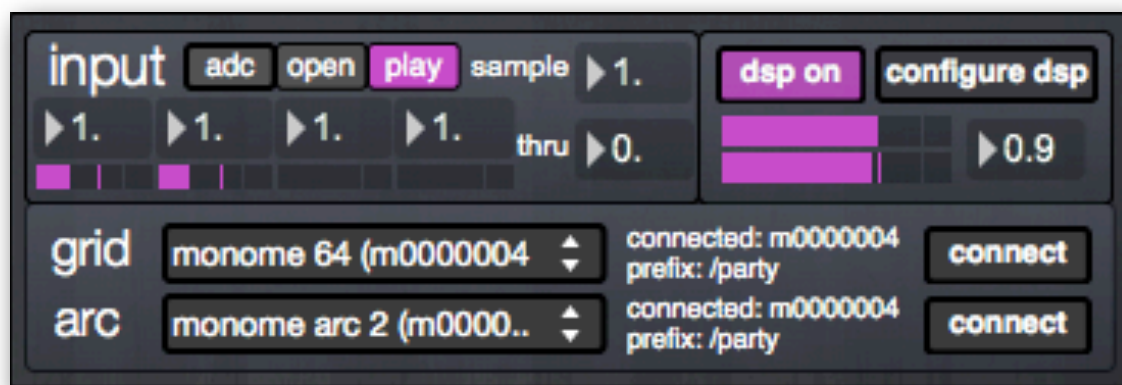 input adc open play sample 1.
dsp on configure dsp
1. 1. 1. 1. thru 0.
0.9
grid monome 64 (m0000004 connected: m0000004
prefix: /party connect
arc monome arc 2 (m0000.. connected: m0000004
prefix: /party connect